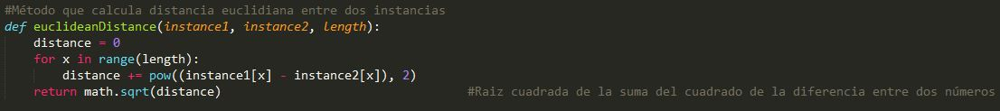 #Método que calcula distancia euclidiana entre dos instancias
def euclideanDistance(instance1, instance2, length):
    distance = 0
    for x in range(length):
        distance += pow((instance1[x] - instance2[x]), 2)
    return math.sqrt(distance) #Raiz cuadrada de la suma del cuadrado de la diferencia entre dos números